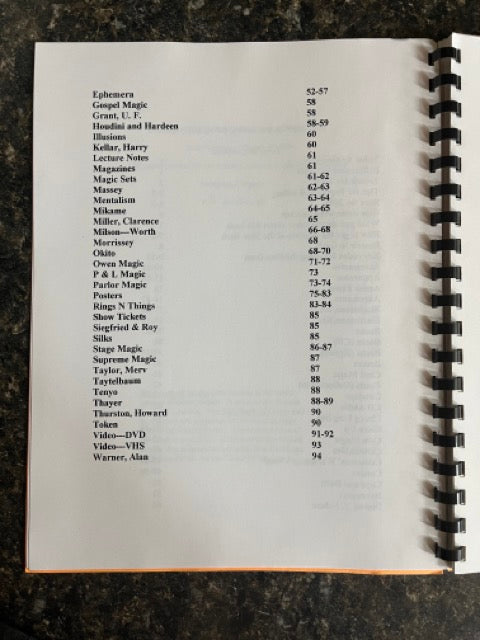 Ephemera 52-57
Gospel Magic 58
Grant, U. F. 58
Houdini and Hardeen 58-59
Illusions 60
Kellar, Harry 60
Lecture Notes 61
Magazines 61
Magic Sets 61-62
Massey 62-63
Mentalism 63-64
Mikame 64-65
Miller, Clarence 65
Milson—Worth 66-68
Morrissey 68
Okito 68-70
Owen Magic 71-72
P & L Magic 73
Parlor Magic 73-74
Posters 75-83
Rings N Things 83-84
Show Tickets 85
Siegfried & Roy 85
Silks 85
Stage Magic 86-87
Supreme Magic 87
Taylor, Merv 87
Taytelbaum 88
Tenyo 88
Thayer 88-89
Thurston, Howard 90
Token 90
Video—DVD 91-92
Video—VHS 93
Warner, Alan 94